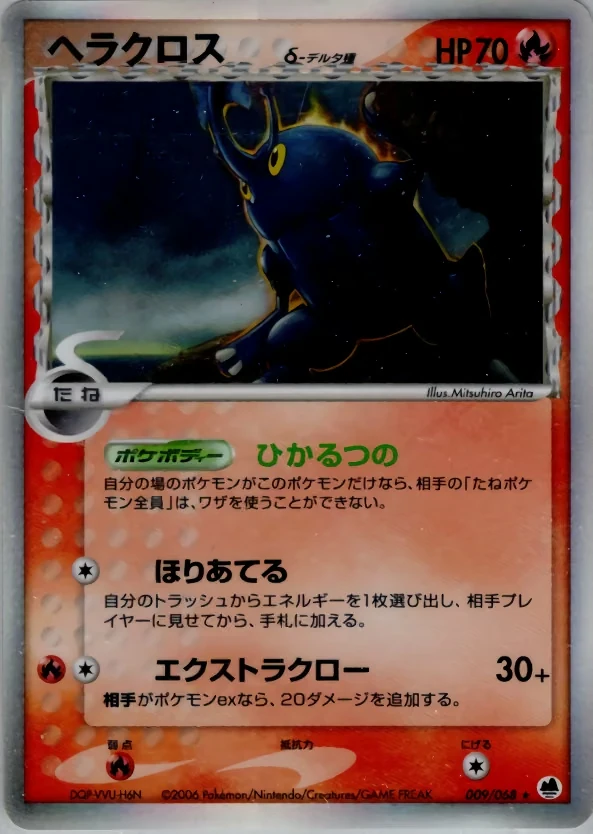 ヘラクロス δ-デルタ種 HP70
Illus. Mitsuhiro Arita
たね
ポケボディー ひかるつの
自分の場のポケモンがこのポケモンだけなら、相手の「たねポケ
モン全員」は、ワザを使うことができない。
ほりあてる
自分のトラッシュからエネルギーを1枚選び出し、相手プレ
イヤーに見せてから、手札に加える。
エクストラクロー 30+
相手がポケモンexなら、20ダメージを追加する。
弱点 抵抗力 にげる
DQP-VVU-H6N ©2006 Pokémon/Nintendo/Creatures/GAME FREAK 009/068 ★